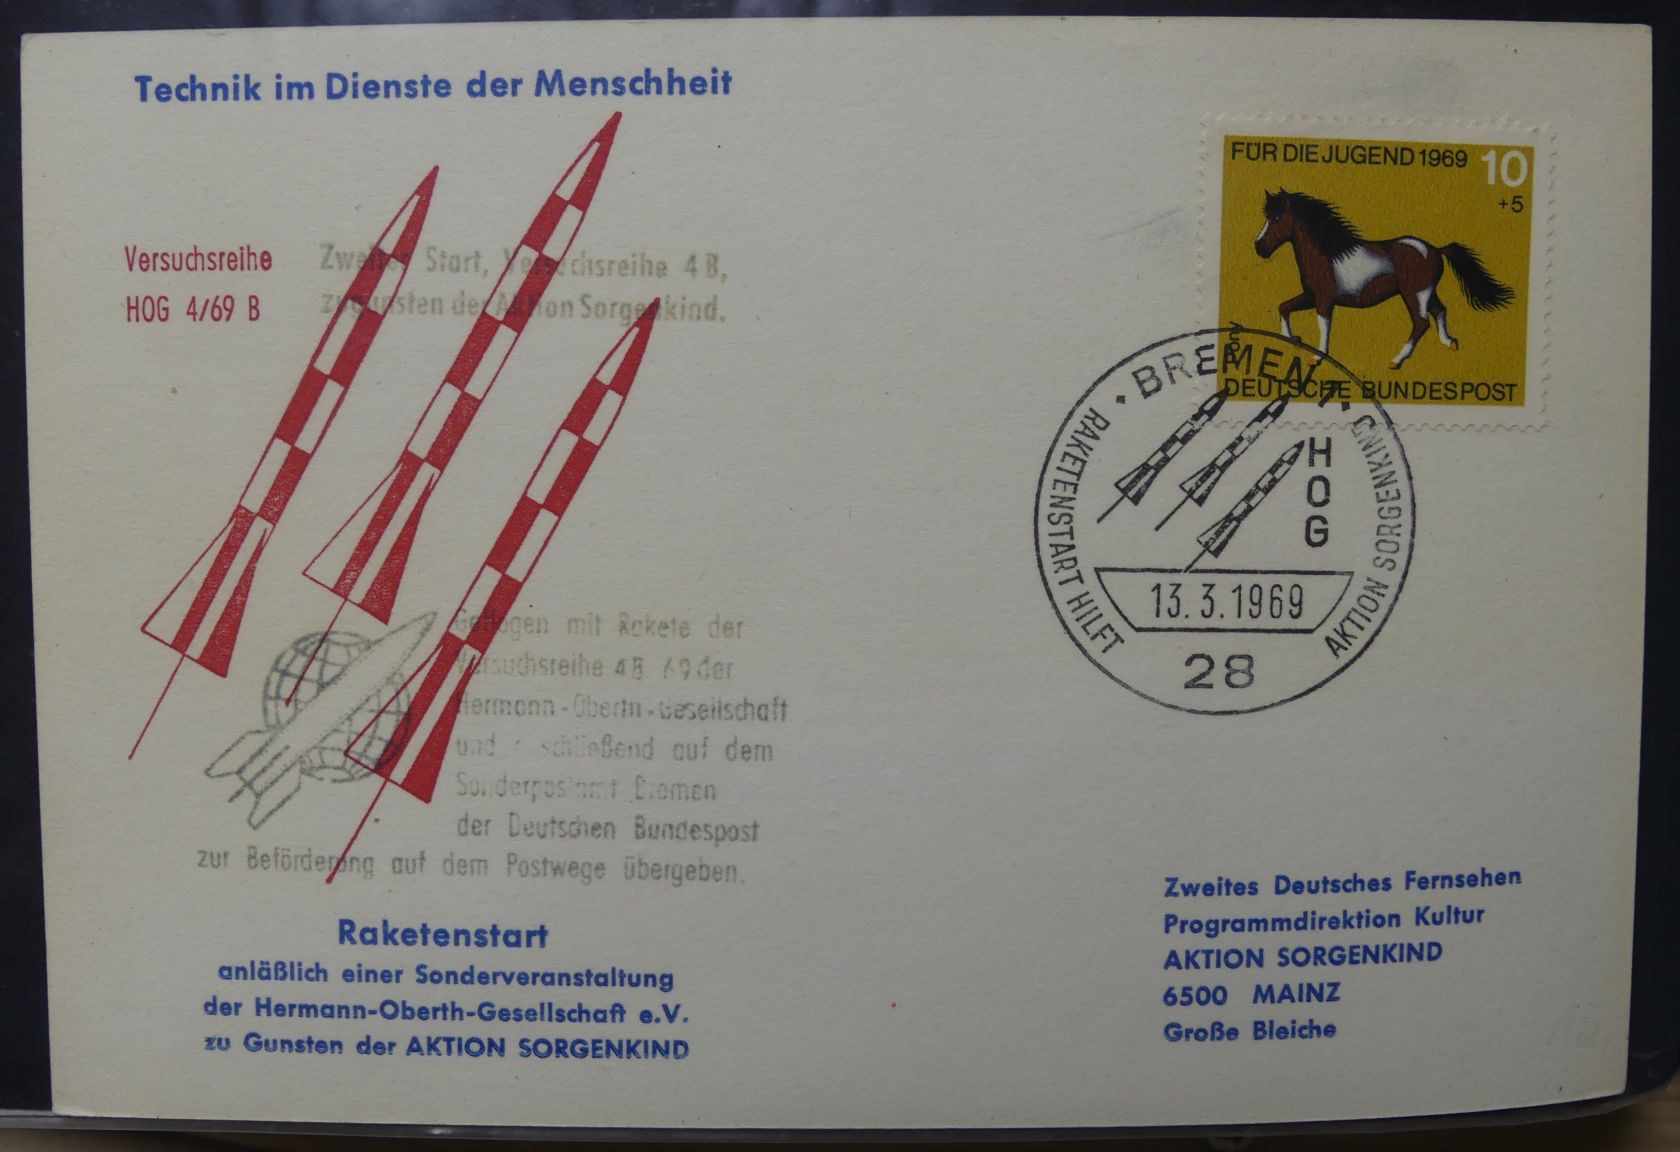 Technik im Dienste der Menschheit
Versuchsreihe
HOG 4/69 B
Zweites Start, Versuchsreihe 4 B,
zugunsten der Aktion Sorgenkind.
Geflogen mit Rakete der
Versuchsreihe 4B 69 der
Hermann-Oberth-Gesellschaft
und schließend auf dem
Sonderpostamt Bremen
der Deutschen Bundespost
zur Beförderung auf dem Postwege übergeben.
Raketenstart
anläßlich einer Sonderveranstaltung
der Hermann-Oberth-Gesellschaft e.V.
zu Gunsten der AKTION SORGENKIND
FÜR DIE JUGEND 1969 10
+5
DEUTSCHE BUNDESPOST
BREMEN 1
RAKETENSTART HILFT
AKTION SORGENKIND
HOG
13.3.1969
28
Zweites Deutsches Fernsehen
Programmdirektion Kultur
AKTION SORGENKIND
6500 MAINZ
Große Bleiche